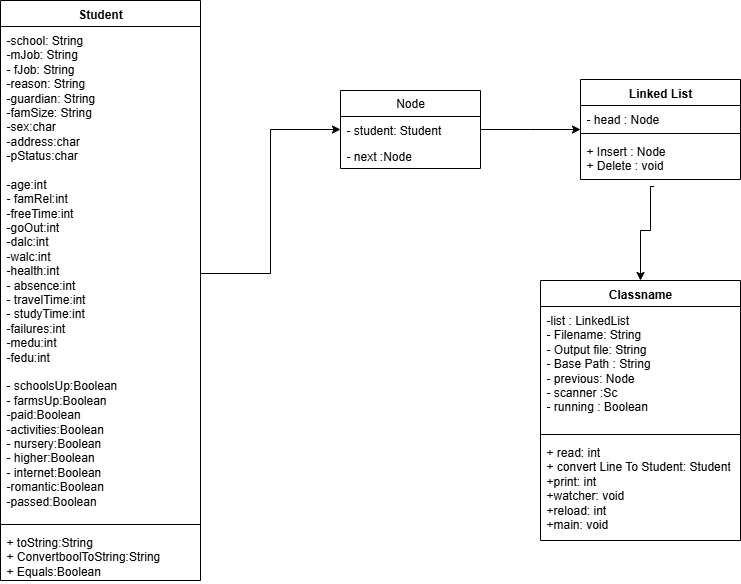 Student
-school: String
-mJob: String
- fJob: String
-reason: String
-guardian: String
-famSize: String
-sex:char
-address:char
-pStatus:char
-age:int
- famRel:int
-freeTime:int
-goOut:int
-dalc:int
-walc:int
-health:int
- absence:int
- travelTime:int
- studyTime:int
-failures:int
-medu:int
-fedu:int
- schoolsUp:Boolean
- farmsUp:Boolean
-paid:Boolean
-activities:Boolean
- nursery:Boolean
- higher:Boolean
- internet:Boolean
-romantic:Boolean
-passed:Boolean
+ toString:String
+ ConvertboolToString:String
+ Equals:Boolean
Node
- student: Student
- next :Node
Linked List
- head : Node
+ Insert : Node
+ Delete : void
Classname
-list : LinkedList
- Filename: String
- Output file: String
- Base Path : String
- previous: Node
- scanner :Sc
- running : Boolean
+ read: int
+ convert Line To Student: Student
+print: int
+watcher: void
+reload: int
+main: void